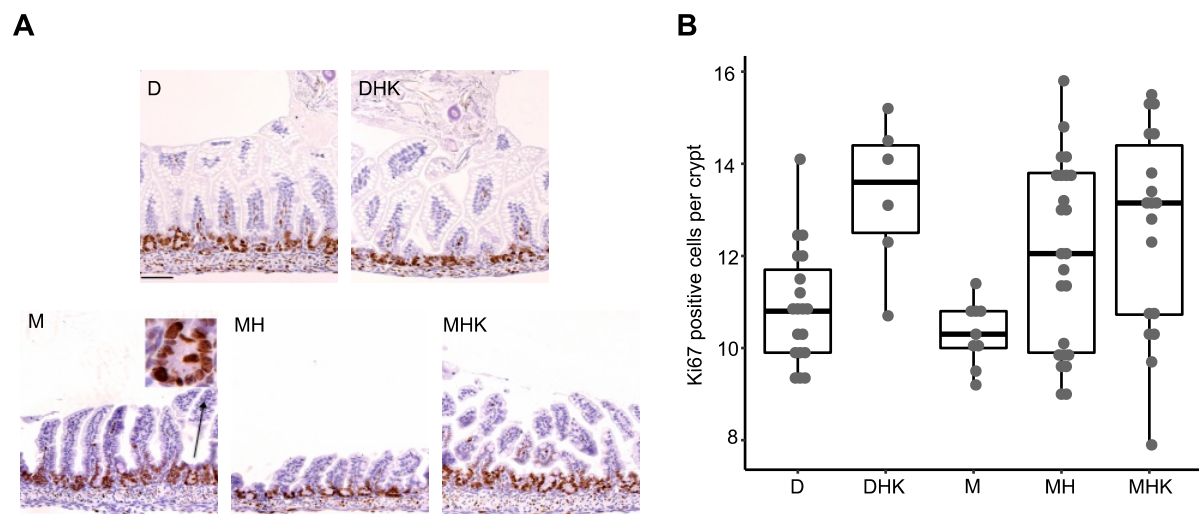 A
B
D
DHK
M
MH
MHK
Ki67 positive cells per crypt
16
14
12
10
8
D DHK M MH MHK